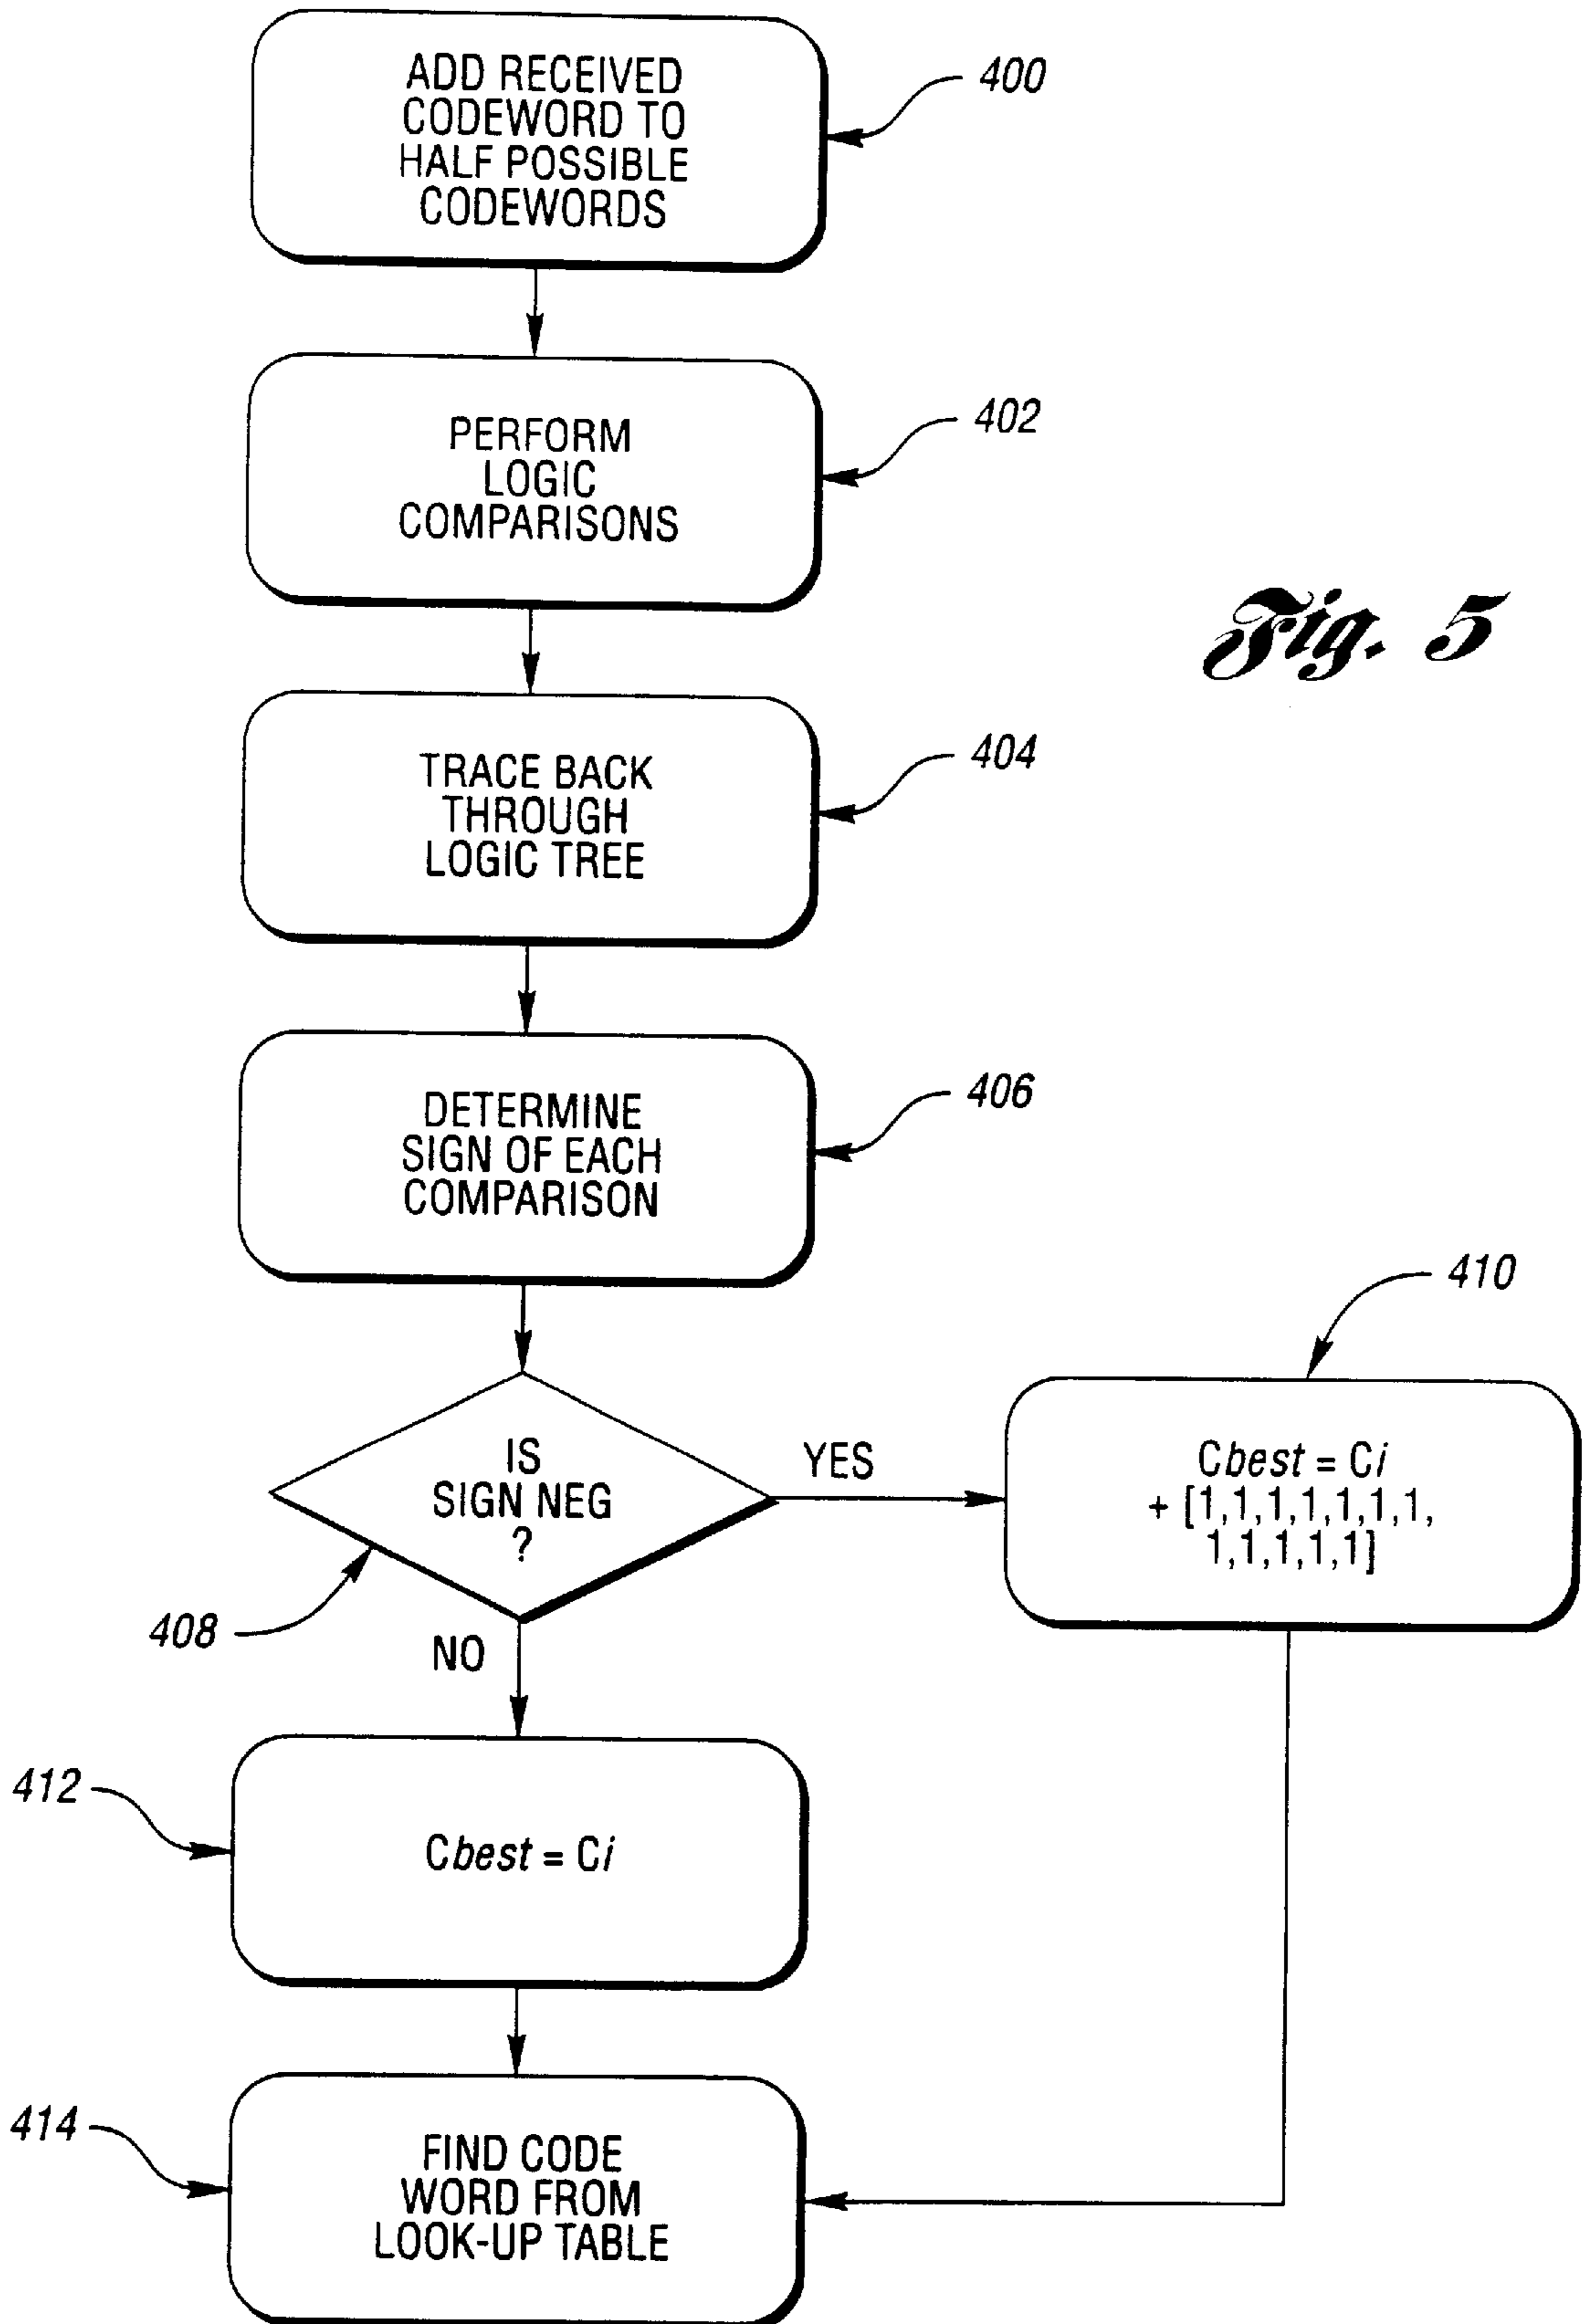 ADD RECEIVED
CODEWORD TO
HALF POSSIBLE
CODEWORDS
400
PERFORM
LOGIC
COMPARISONS
402
Fig. 5
TRACE BACK
THROUGH
LOGIC TREE
404
DETERMINE
SIGN OF EACH
COMPARISON
406
IS
SIGN NEG
?
408
YES
NO
410
Cbest = Ci
+ [1,1,1,1,1,1,1,
1,1,1,1,1]
412
Cbest = Ci
414
FIND CODE
WORD FROM
LOOK-UP TABLE